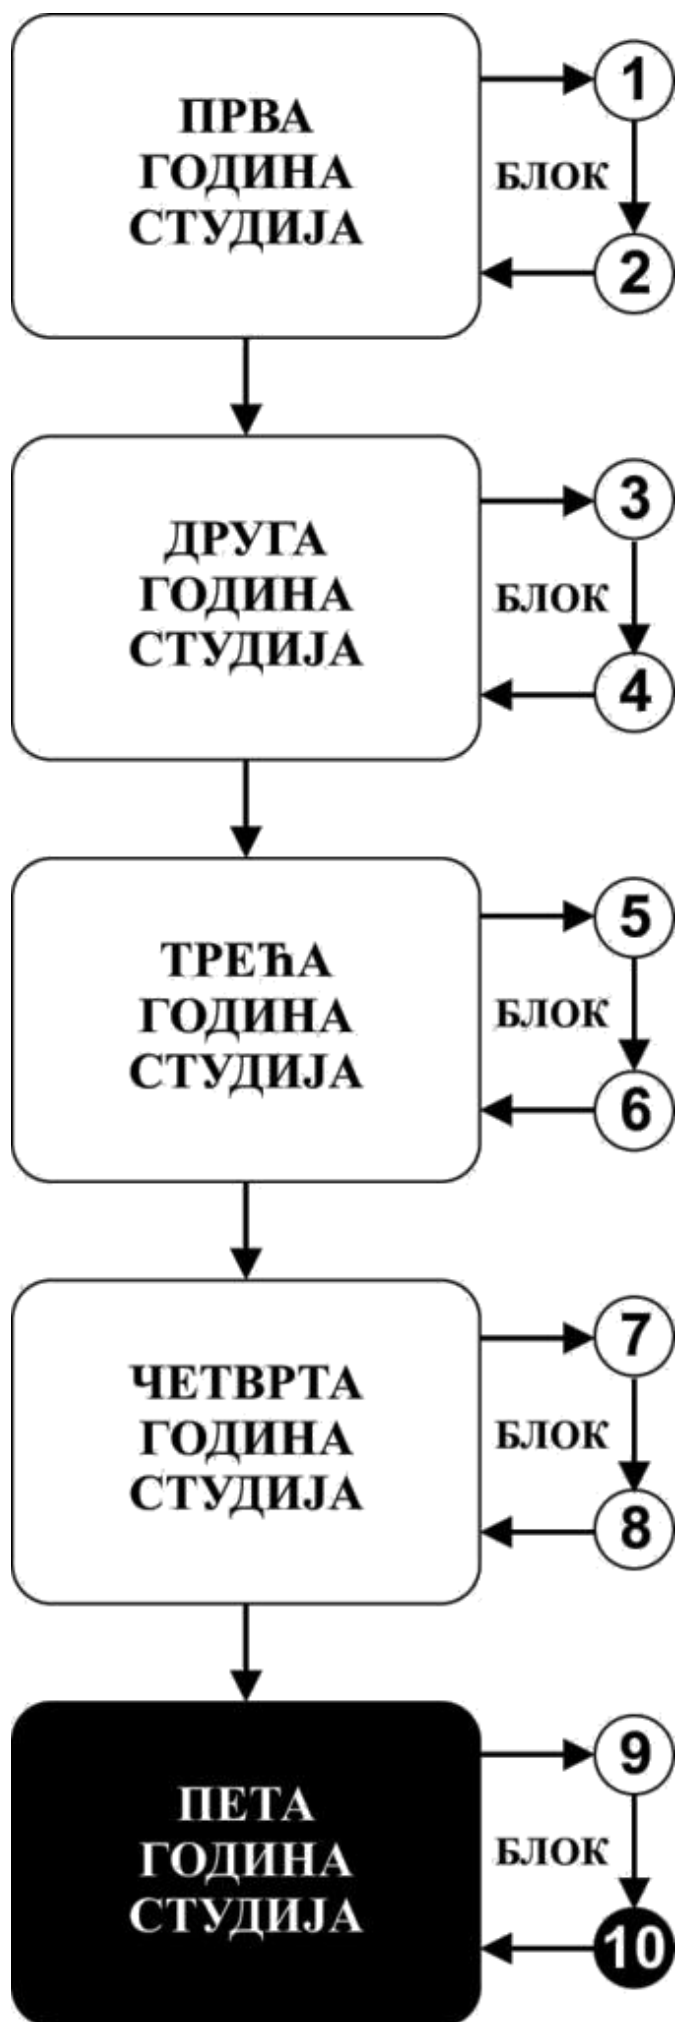 ПРВА
ГОДИНА
СТУДИЈА
1
БЛОК
2
ДРУГА
ГОДИНА
СТУДИЈА
3
БЛОК
4
ТРЕЋА
ГОДИНА
СТУДИЈА
5
БЛОК
6
ЧЕТВРТА
ГОДИНА
СТУДИЈА
7
БЛОК
8
ПЕТА
ГОДИНА
СТУДИЈА
9
БЛОК
10